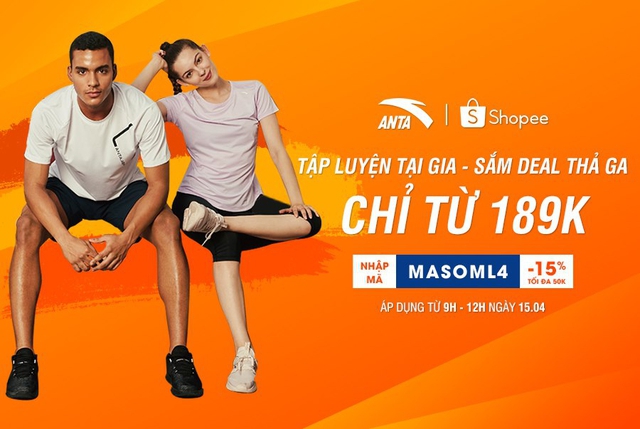 ANTA | S Shopee
TẬP LUYỆN TẠI GIA - SẮM DEAL THẢ GA
CHỈ TỪ 189K
NHẬP MÃ
MASOML4
-15%
TỐI ĐA 50K
ÁP DỤNG TỪ 9H - 12H NGÀY 15.04